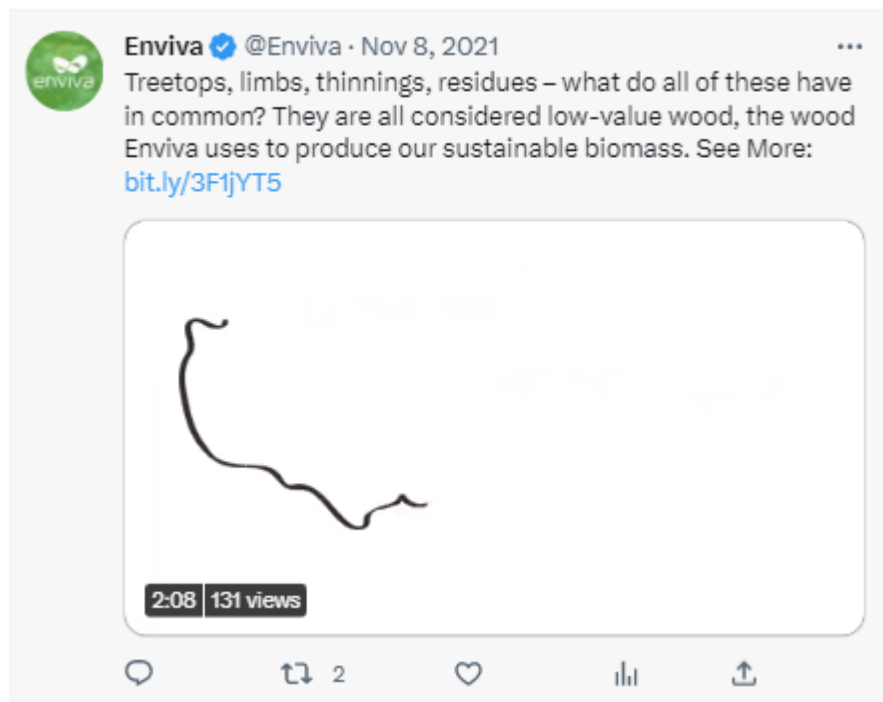 Enviva @Enviva · Nov 8, 2021
enviva
Treetops, limbs, thinnings, residues – what do all of these have
in common? They are all considered low-value wood, the wood
Enviva uses to produce our sustainable biomass. See More:
bit.ly/3F1jYT5
2:08 131 views
2